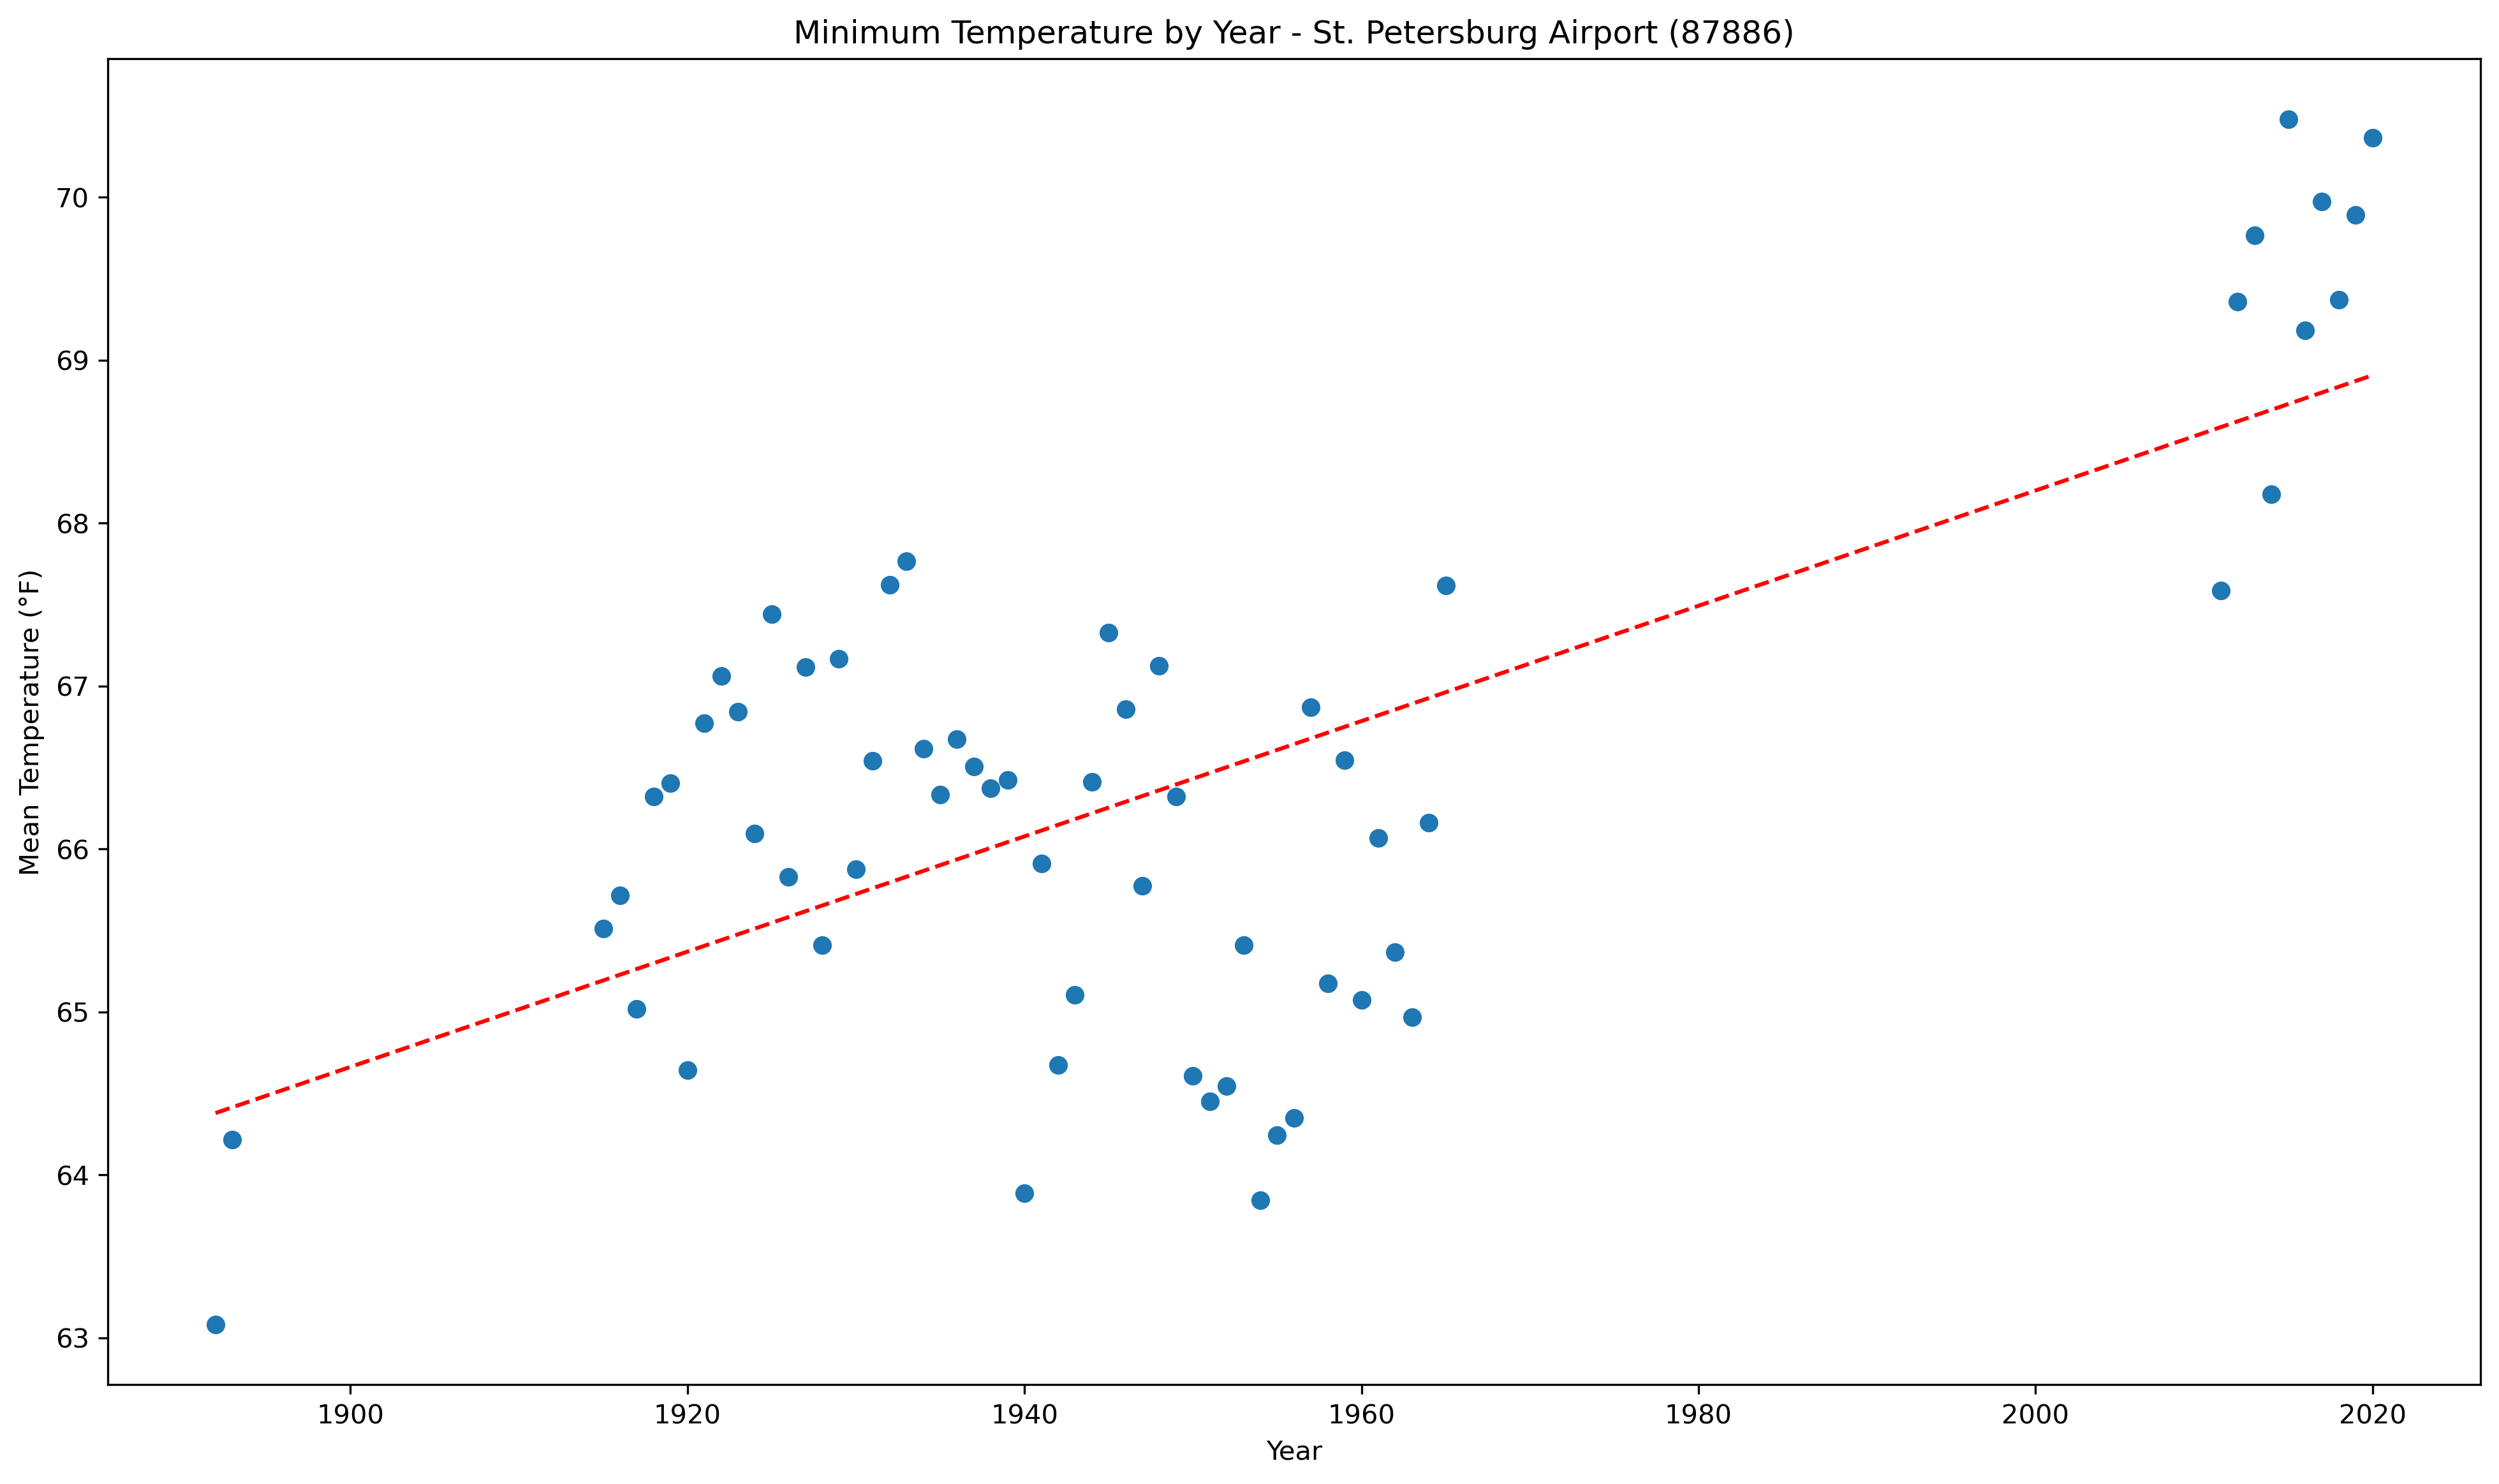 Minimum Temperature by Year - St. Petersburg Airport (87886)
Mean Temperature (°F)
70
69
68
67
66
65
64
63
1900 1920 1940 1960 1980 2000 2020
Year